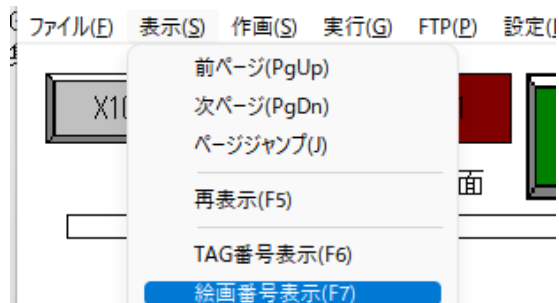 ファイル(F) 表示(S) 作画(S) 実行(G) FTP(P) 設定(
前ページ(PgUp)
次ページ(PgDn)
X10
ページジャンプ(J)
面
再表示(F5)
TAG番号表示(F6)
絵画番号表示(F7)